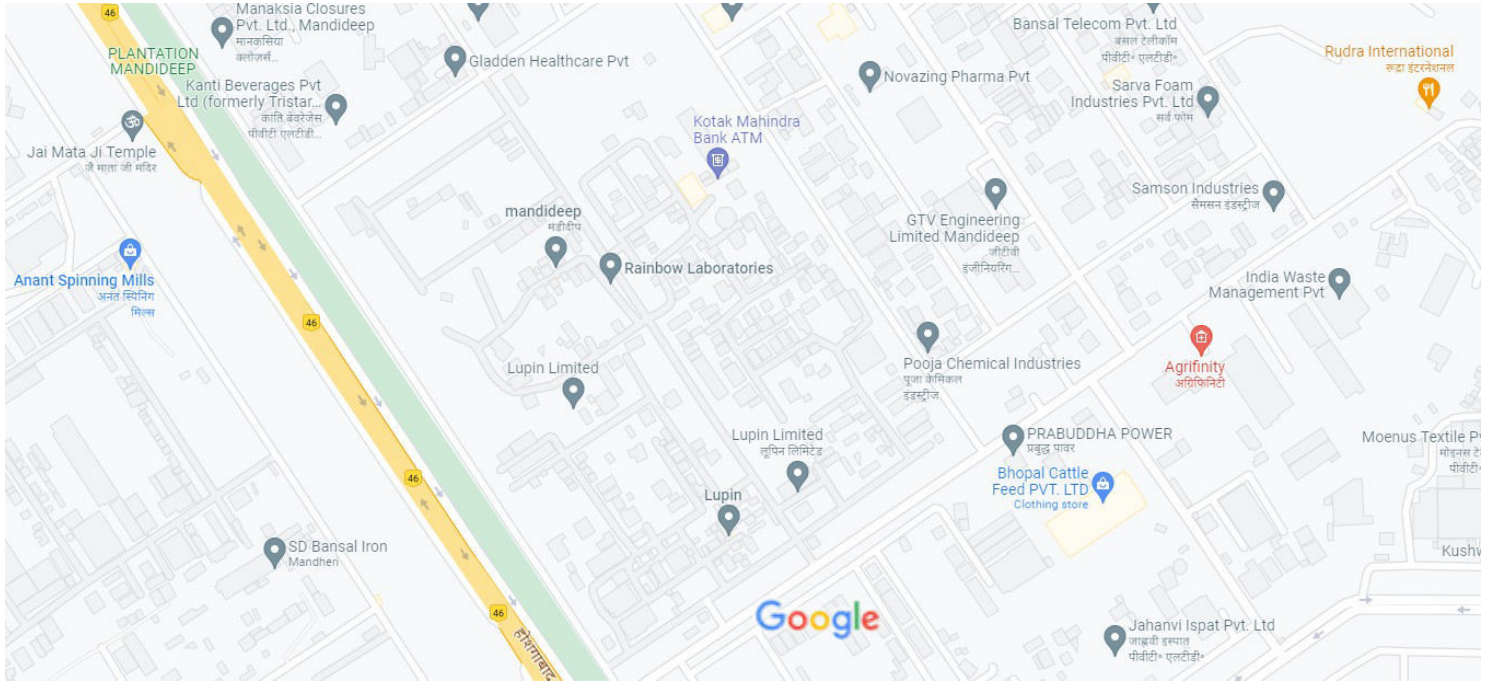 46
Manaksia Closures
Pvt. Ltd., Mandideep
मानकसिया
क्लोज़र्स...
PLANTATION
MANDIDEEP
Gladden Healthcare Pvt
Kanti Beverages Pvt
Ltd (formerly Tristar...
कांति बेवरेजेस
पीवीटी एलटीडी...
Jai Mata Ji Temple
जै माता जी मंदिर
Bansal Telecom Pvt. Ltd
बंसल टेलीकॉम
पीवीटी॰ एलटीडी॰
Rudra International
रूद्रा इंटरनेशनल
Novazing Pharma Pvt
Sarva Foam
Industries Pvt. Ltd
सर्व फोम
Kotak Mahindra
Bank ATM
Samson Industries
सैमसन इंडस्ट्रीज
mandideep
मंडीदीप
GTV Engineering
Limited Mandideep
जीटीवी
इंजीनियरिंग...
Rainbow Laboratories
Anant Spinning Mills
अनंत स्पिनिंग
मिल्स
India Waste
Management Pvt
46
Lupin Limited
Pooja Chemical Industries
पूजा केमिकल
इंडस्ट्रीज
Agrifinity
अग्रिफिनिटी
Lupin Limited
लूपिन लिमिटेड
PRABUDDHA POWER
प्रबुद्ध पावर
Moenus Textile P
मोइनस टे
पीवीटी॰
46
Bhopal Cattle
Feed PVT. LTD
Clothing store
Lupin
SD Bansal Iron
Mandheri
Kushw
46
होशंगाबाद
Google
Jahanvi Ispat Pvt. Ltd
जाह्नवी इस्पात
पीवीटी॰ एलटीडी॰